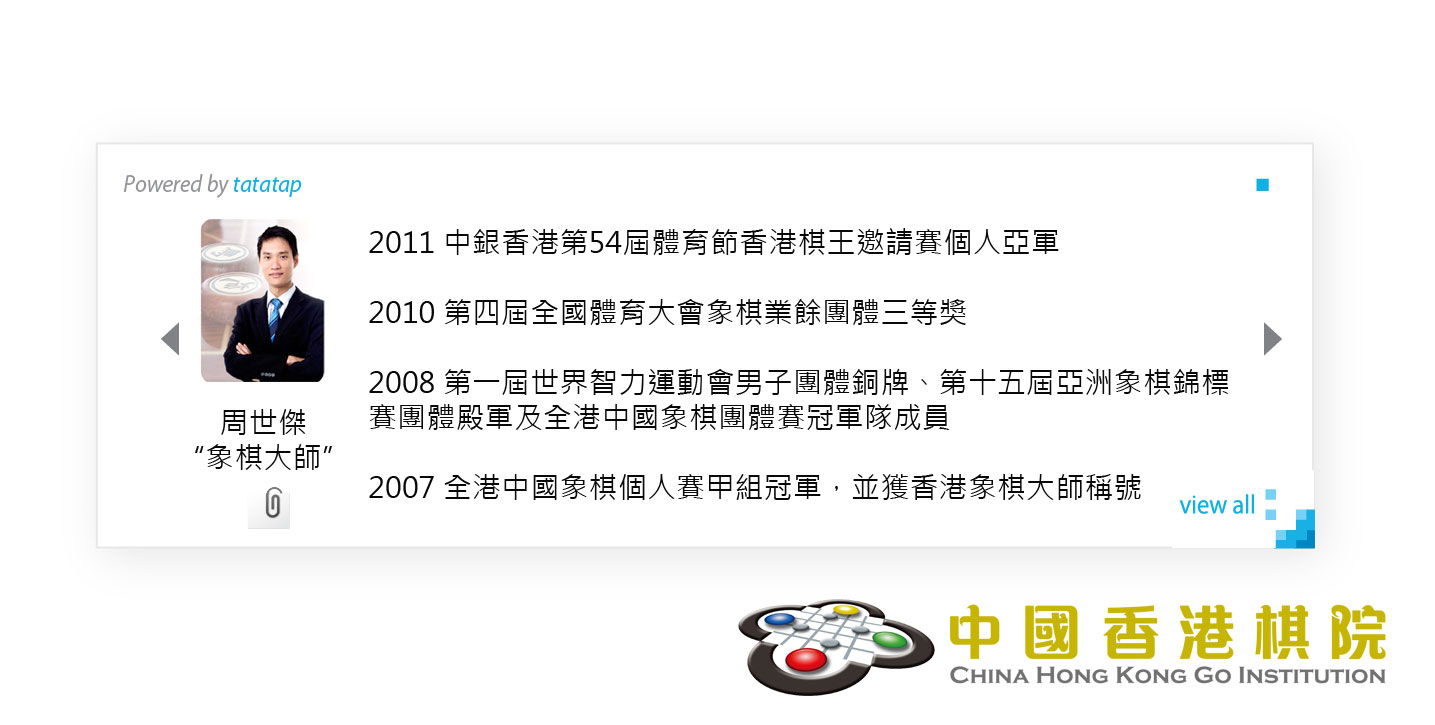 Powered by tatatap
2011 中銀香港第54屆體育節香港棋王邀請賽個人亞軍
2010 第四屆全國體育大會象棋業餘團體三等獎
2008 第一屆世界智力運動會男子團體銅牌、第十五屆亞洲象棋錦標
賽團體殿軍及全港中國象棋團體賽冠軍隊成員
2007 全港中國象棋個人賽甲組冠軍，並獲香港象棋大師稱號
周世傑
“象棋大師”
view all
中國香港棋院
CHINA HONG KONG GO INSTITUTION